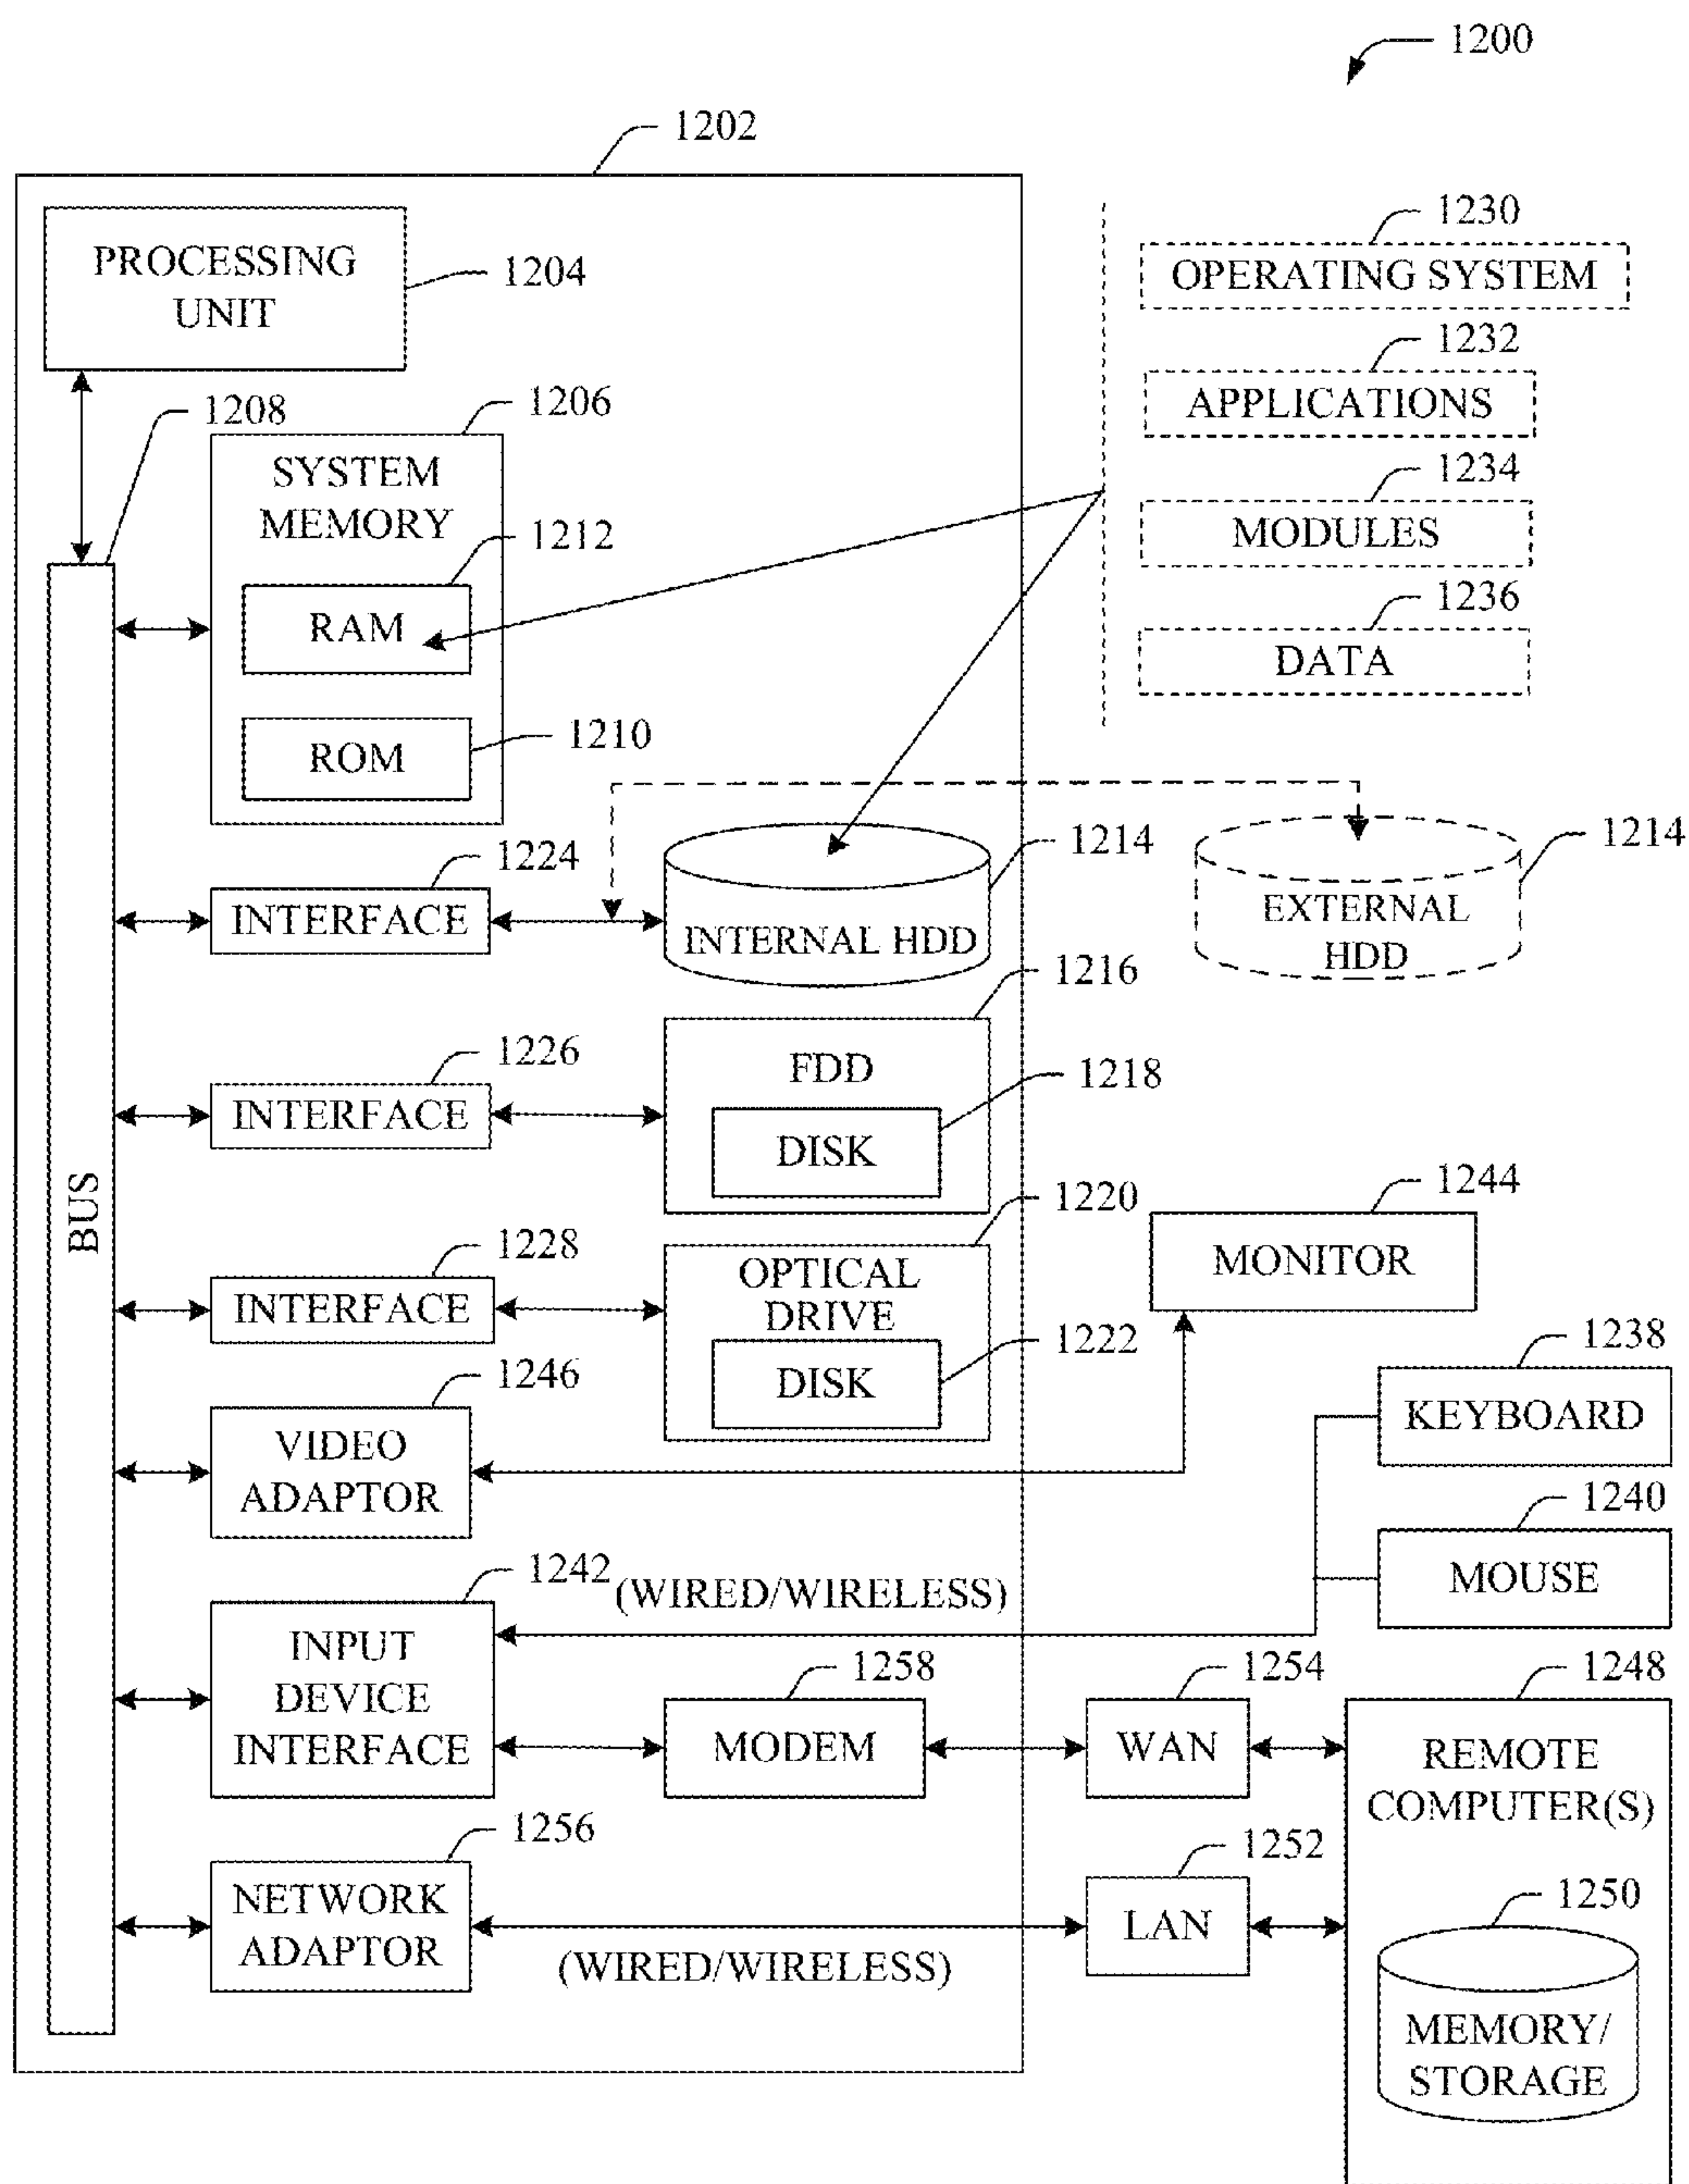 1200
1202
PROCESSING
UNIT
1204
1230
OPERATING SYSTEM
1232
APPLICATIONS
1234
MODULES
1236
DATA
1208
1206
SYSTEM
MEMORY
1212
RAM
1210
ROM
1224
INTERFACE
1214
INTERNAL HDD
1214
EXTERNAL
HDD
1226
INTERFACE
1216
FDD
1218
DISK
BUS
1228
INTERFACE
1220
OPTICAL
DRIVE
1222
DISK
1244
MONITOR
1246
VIDEO
ADAPTOR
1238
KEYBOARD
1240
MOUSE
1242
(WIRED/WIRELESS)
INPUT
DEVICE
INTERFACE
1258
MODEM
1254
WAN
1248
REMOTE
COMPUTER(S)
1256
NETWORK
ADAPTOR
(WIRED/WIRELESS)
1252
LAN
1250
MEMORY/
STORAGE